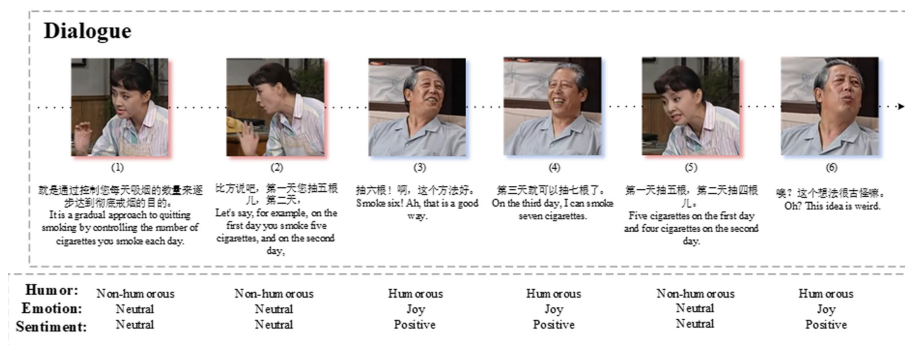 Dialogue
(1)
就是通过控制您每天吸烟的数量来逐
步达到彻底戒烟的目的。
It is a gradual approach to quitting
smoking by controlling the number of
cigarettes you smoke each day.
(2)
比方说吧，第一天您抽五根
儿，第二天，
Let's say, for example, on the
first day you smoke five
cigarettes, and on the second
day,
(3)
抽六根！啊，这个方法好。
Smoke six! Ah, that is a good
way.
(4)
第三天就可以抽七根了。
On the third day, I can smoke
seven cigarettes.
(5)
第一天抽五根，第二天抽四根
儿。
Five cigarettes on the first day
and four cigarettes on the second
day.
(6)
唉？这个想法很古怪嘛。
Oh? This idea is weird.
Humor: Non-humorous Non-humorous Humorous Humorous Non-humorous Humorous
Emotion: Neutral Neutral Joy Joy Neutral Joy
Sentiment: Neutral Neutral Positive Positive Neutral Positive